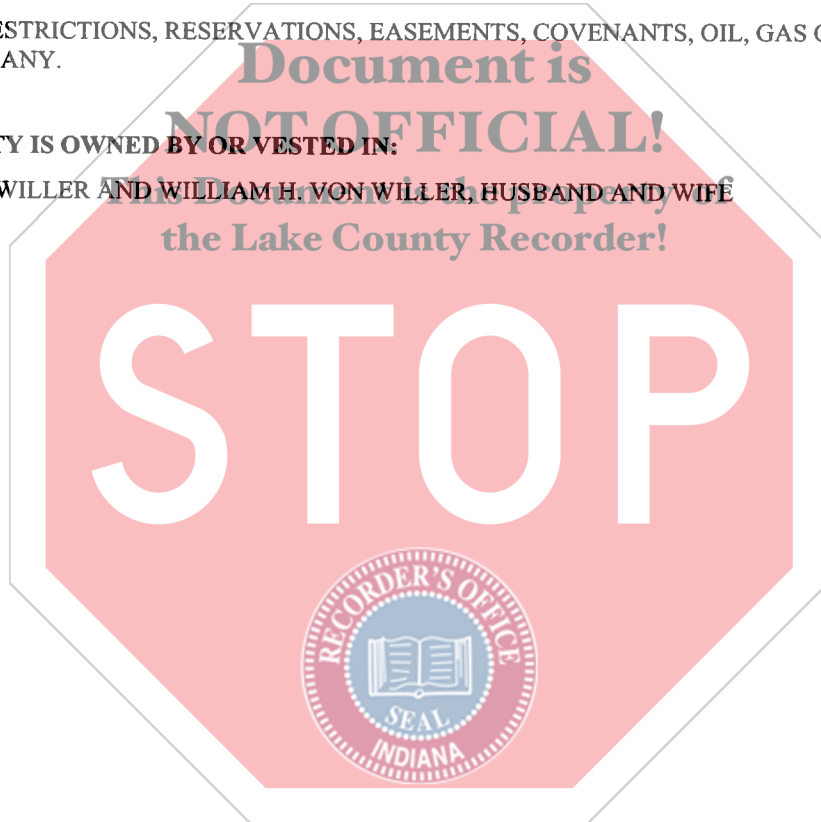 ESTRICTIONS, RESERVATIONS, EASEMENTS, COVENANTS, OIL, GAS
ANY.
Document is
NOT OFFICIAL!
TY IS OWNED BY OR VESTED IN:
WILLER AND WILLIAM H. VON WILLER, HUSBAND AND WIFE
This Document is the property of
the Lake County Recorder!
STOP
RECORDER'S OFFICE
SEAL
INDIANA